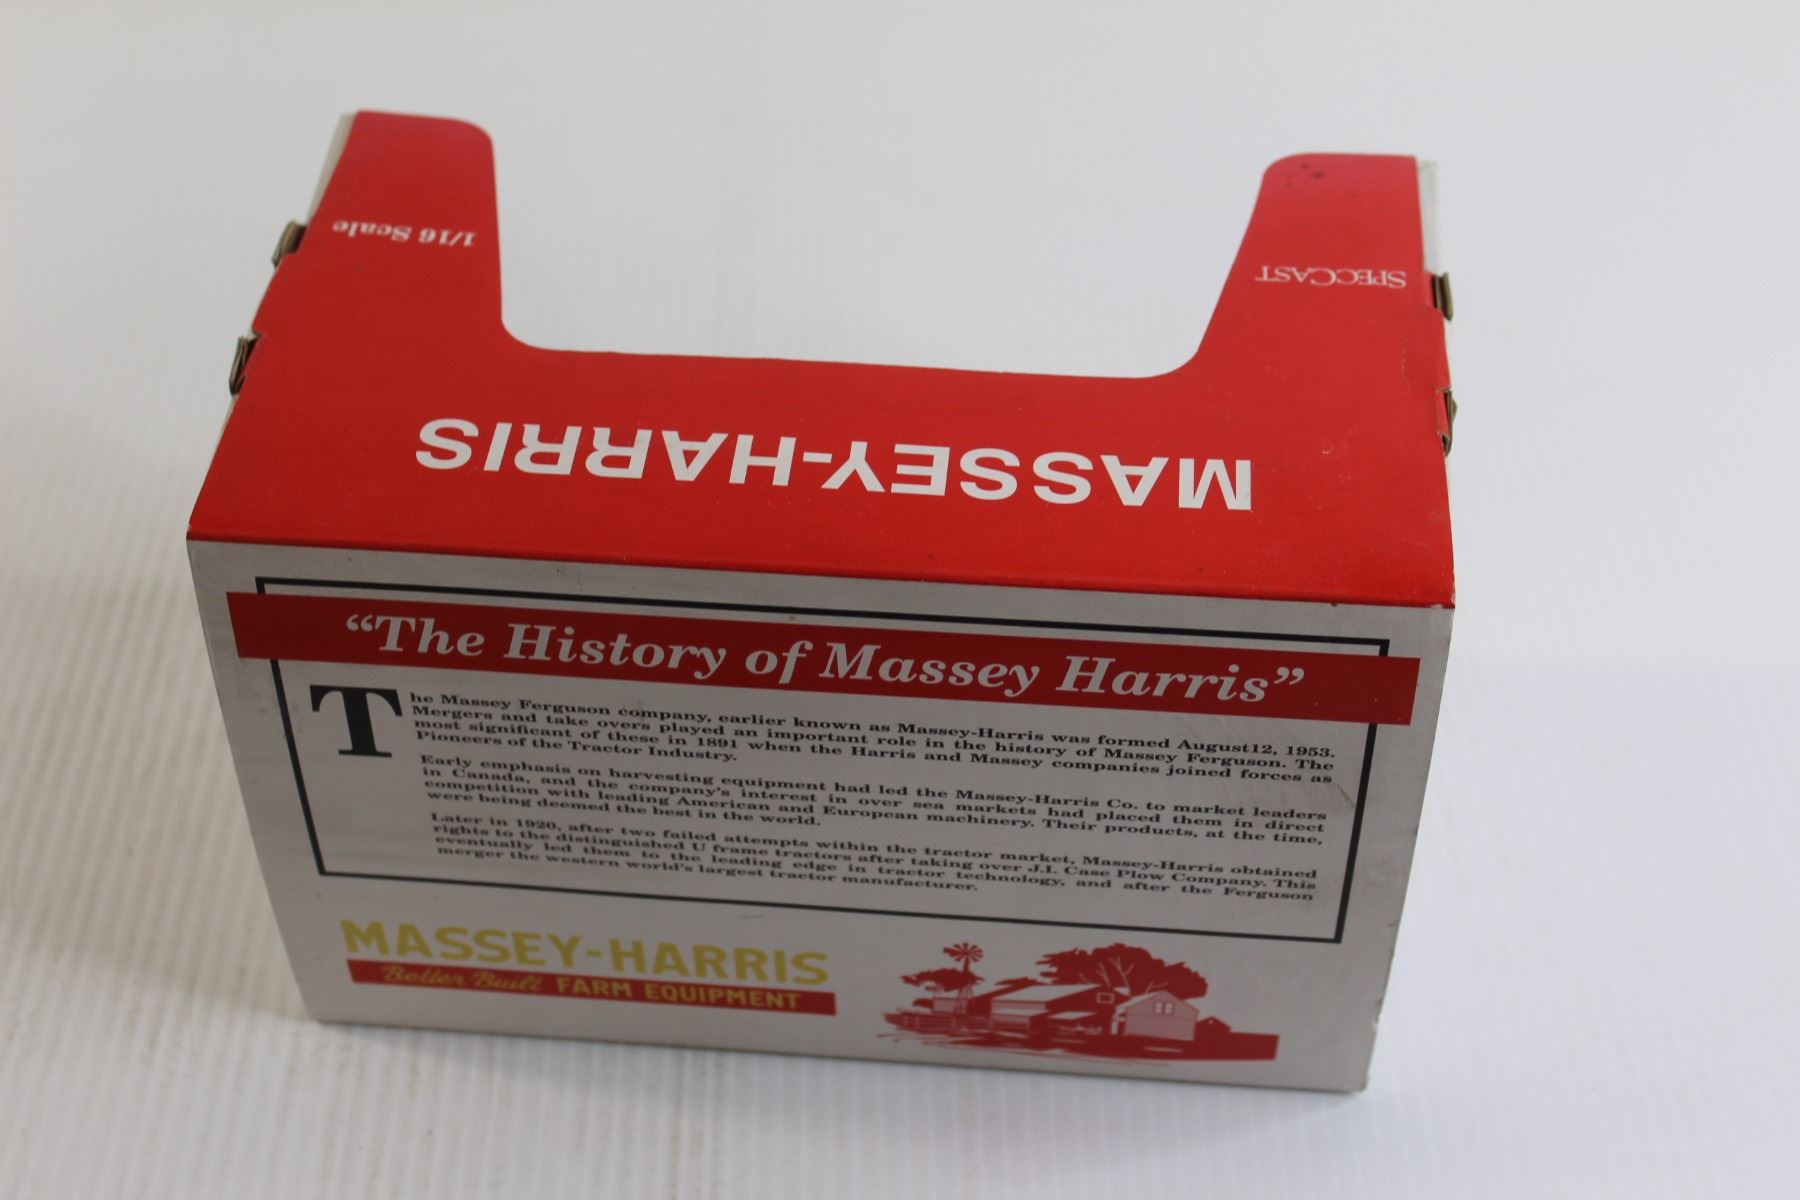 1/16 Scale
SPECCAST
MASSEY-HARRIS
“The History of Massey Harris”
The Massey Ferguson company, earlier known as Massey-Harris was formed August12, 1953.
Mergers and take overs played an important role in the history of Massey Ferguson. The
most significant of these in 1891 when the Harris and Massey companies joined forces as
Pioneers of the Tractor Industry.
Early emphasis on harvesting equipment had led the Massey-Harris Co. to market leaders
in Canada, and the company's interest in over sea markets had placed them in direct
competition with leading American and European machinery. Their products, at the time,
were being deemed the best in the world.
Later in 1920, after two failed attempts within the tractor market, Massey-Harris obtained
rights to the distinguished U frame tractors after taking over J.I. Case Plow Company. This
eventually led them to the leading edge in tractor technology, and after the Ferguson
merger the western world's largest tractor manufacturer.
MASSEY-HARRIS
Better Built FARM EQUIPMENT